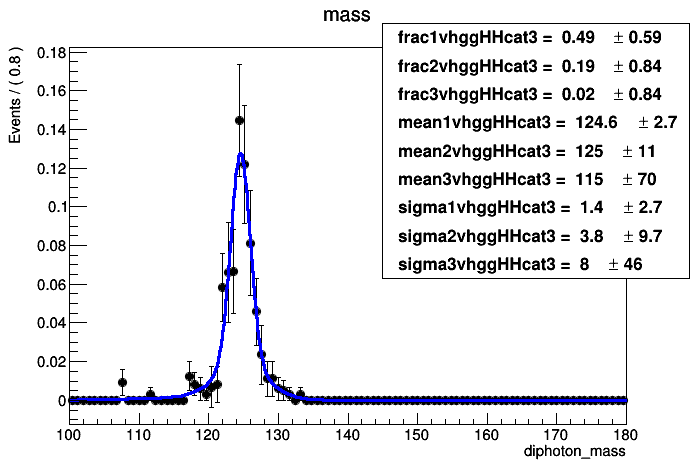 mass
frac1vhggHHcat3 = 0.49 ± 0.59
frac2vhggHHcat3 = 0.19 ± 0.84
frac3vhggHHcat3 = 0.02 ± 0.84
mean1vhggHHcat3 = 124.6 ± 2.7
mean2vhggHHcat3 = 125 ± 11
mean3vhggHHcat3 = 115 ± 70
sigma1vhggHHcat3 = 1.4 ± 2.7
sigma2vhggHHcat3 = 3.8 ± 9.7
sigma3vhggHHcat3 = 8 ± 46
Events / ( 0.8 )
0.18
0.16
0.14
0.12
0.1
0.08
0.06
0.04
0.02
0
100 110 120 130 140 150 160 170 180
diphoton_mass